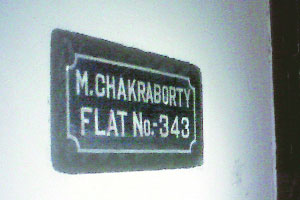 M. CHAKRABORTY
FLAT No:- 343